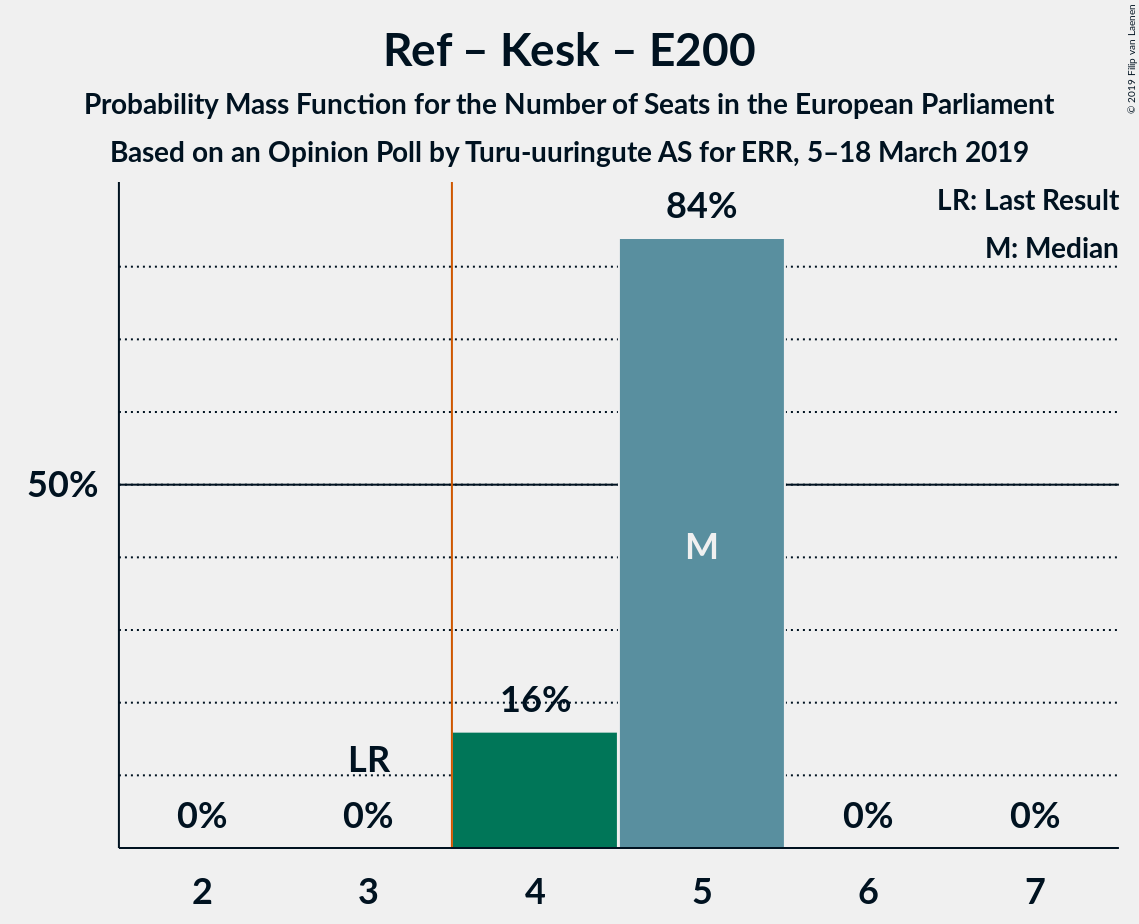 Ref – Kesk – E200
Probability Mass Function for the Number of Seats in the European Parliament
Based on an Opinion Poll by Turu-uuringute AS for ERR, 5–18 March 2019
© 2019 Filip van Laenen
LR: Last Result
M: Median
84%
50%
M
16%
LR
0%
0%
0%
0%
2
3
4
5
6
7